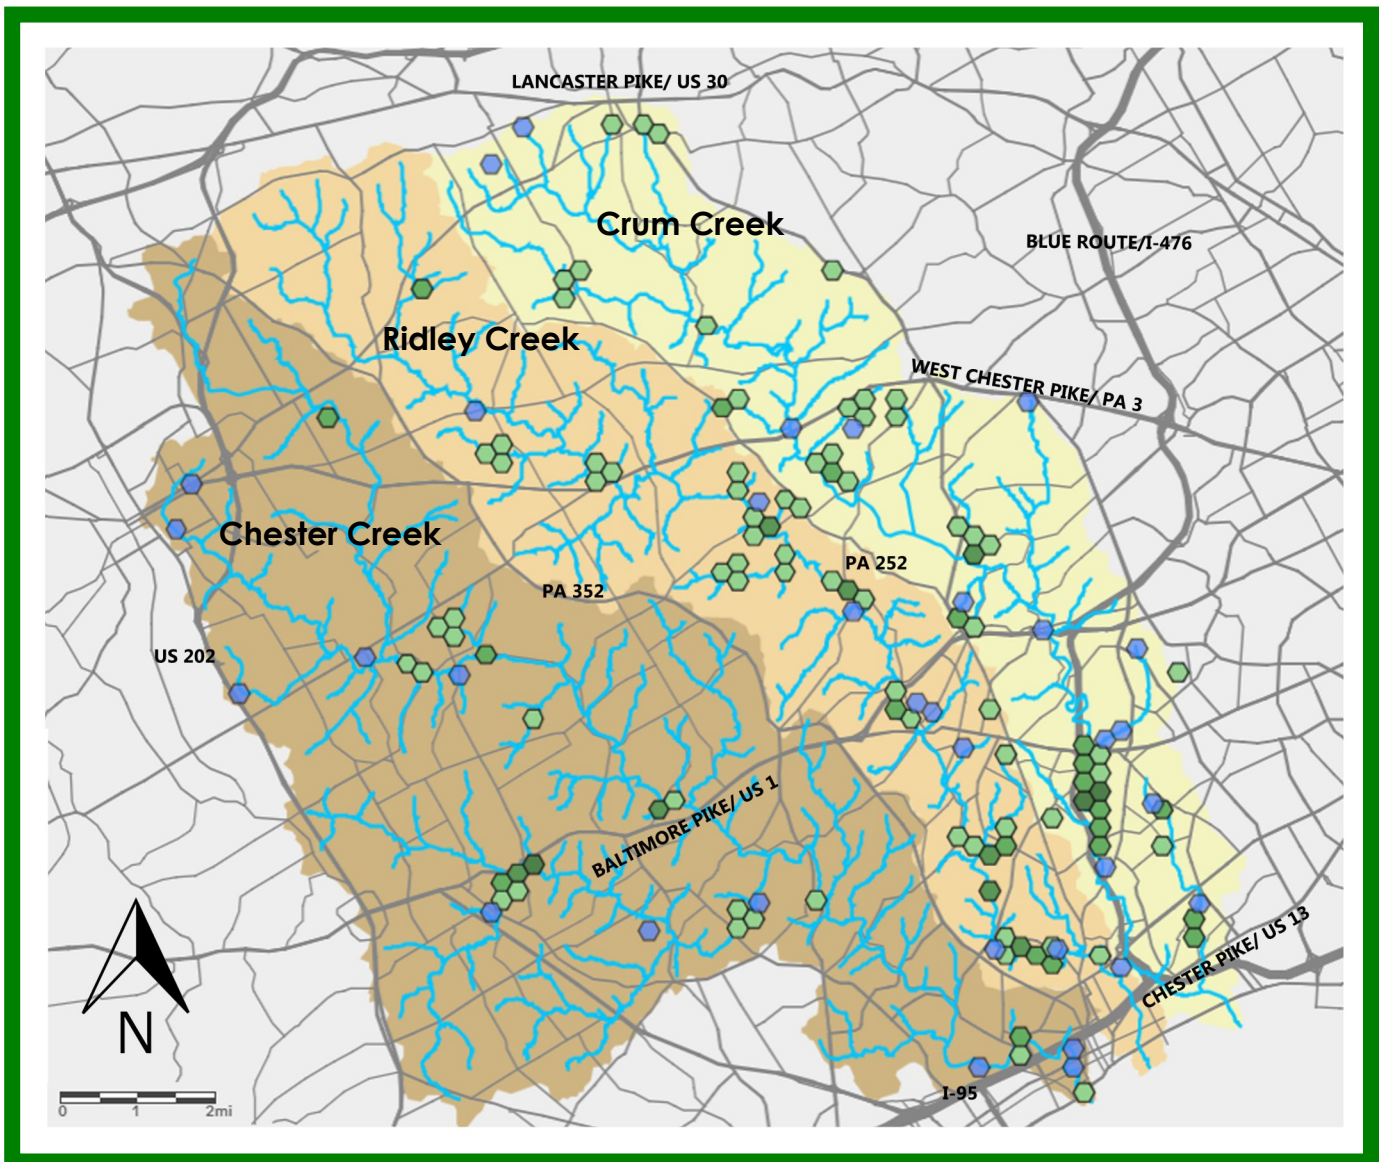 LANCASTER PIKE/ US 30
Crum Creek
BLUE ROUTE/I-476
Ridley Creek
WEST CHESTER PIKE/ PA 3
Chester Creek
PA 252
PA 352
US 202
BALTIMORE PIKE/ US 1
CHESTER PIKE/ US 13
N
I-95
0 1 2mi